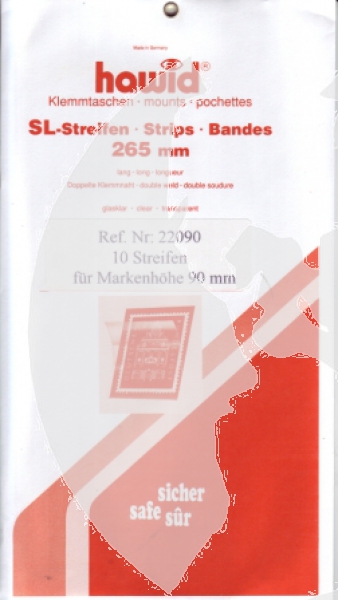 Made in Germany
hawid®
Klemmtaschen · mounts · pochettes
SL-Streifen · Strips · Bandes
265 mm
lang · long · longueur
Doppelte Klemmnaht · double weld · double soudure
glasklar · clear · transparent
Ref. Nr: 22090
10 Streifen
für Markenhöhe 90 mm
sicher
safe sûr